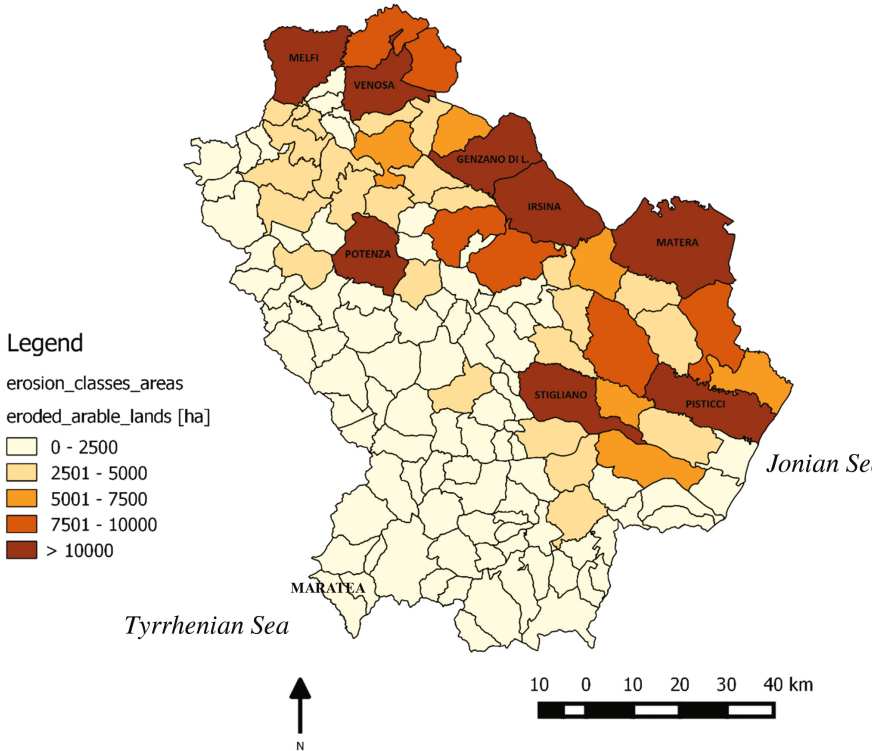 MELFI
VENOSA
GENZANO DI L.
IRSINA
MATERA
POTENZA
STIGLIANO
PISTICCI
Legend
erosion_classes_areas
eroded_arable_lands [ha]
0 - 2500
2501 - 5000
5001 - 7500
7501 - 10000
> 10000
Jonian Se
MARATEA
Tyrrhenian Sea
N
10 0 10 20 30 40 km